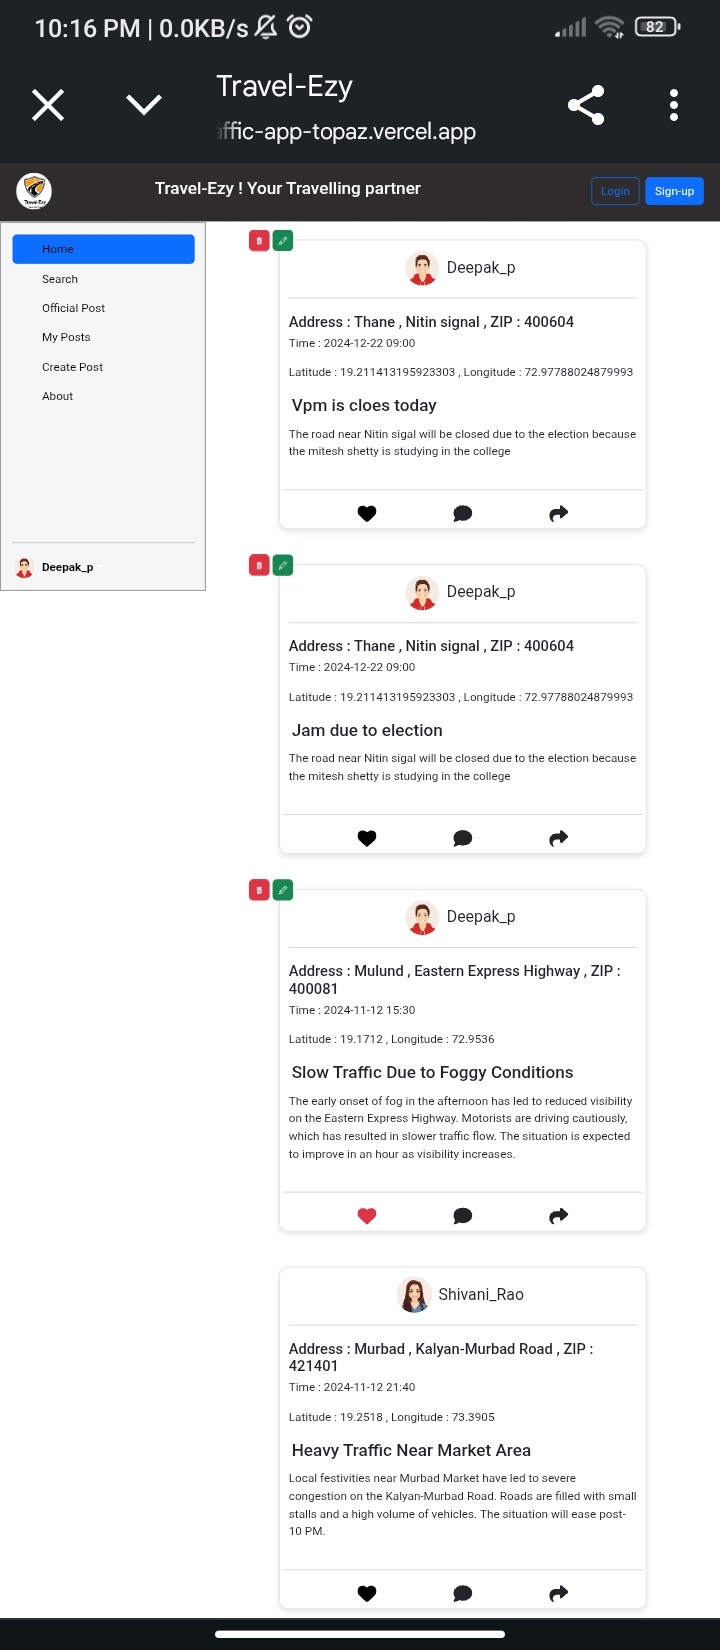 10:16 PM | 0.0KB/s
82
Travel-Ezy
ffic-app-topaz.vercel.app
Travel-Ezy
Travel-Ezy ! Your Travelling partner
Login
Sign-up
Home
Search
Official Post
My Posts
Create Post
About
Deepak_p
Deepak_p
Address : Thane , Nitin signal , ZIP : 400604
Time : 2024-12-22 09:00
Latitude : 19.211413195923303 , Longitude : 72.97788024879993
Vpm is cloes today
The road near Nitin sigal will be closed due to the election because
the mitesh shetty is studying in the college
Deepak_p
Address : Thane , Nitin signal , ZIP : 400604
Time : 2024-12-22 09:00
Latitude : 19.211413195923303 , Longitude : 72.97788024879993
Jam due to election
The road near Nitin sigal will be closed due to the election because
the mitesh shetty is studying in the college
Deepak_p
Address : Mulund , Eastern Express Highway , ZIP :
400081
Time : 2024-11-12 15:30
Latitude : 19.1712 , Longitude : 72.9536
Slow Traffic Due to Foggy Conditions
The early onset of fog in the afternoon has led to reduced visibility
on the Eastern Express Highway. Motorists are driving cautiously,
which has resulted in slower traffic flow. The situation is expected
to improve in an hour as visibility increases.
Shivani_Rao
Address : Murbad , Kalyan-Murbad Road , ZIP :
421401
Time : 2024-11-12 21:40
Latitude : 19.2518 , Longitude : 73.3905
Heavy Traffic Near Market Area
Local festivities near Murbad Market have led to severe
congestion on the Kalyan-Murbad Road. Roads are filled with small
stalls and a high volume of vehicles. The situation will ease post-
10 PM.